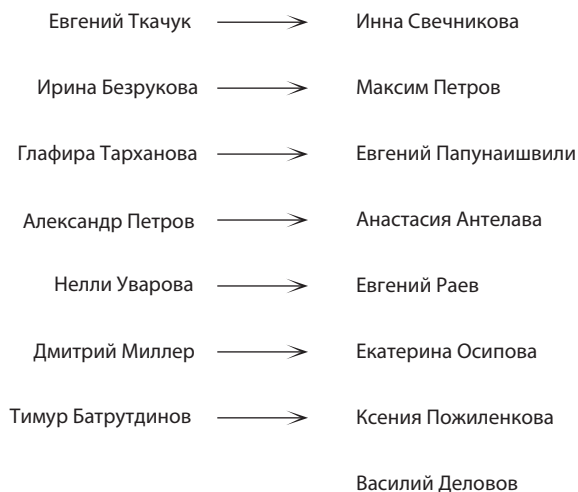 Евгений Ткачук Инна Свечникова
Ирина Безрукова Максим Петров
Глафира Тарханова Евгений Папунаишвили
Александр Петров Анастасия Антелава
Нелли Уварова Евгений Раев
Дмитрий Миллер Екатерина Осипова
Тимур Батрутдинов Ксения Пожиленкова
Василий Деловов